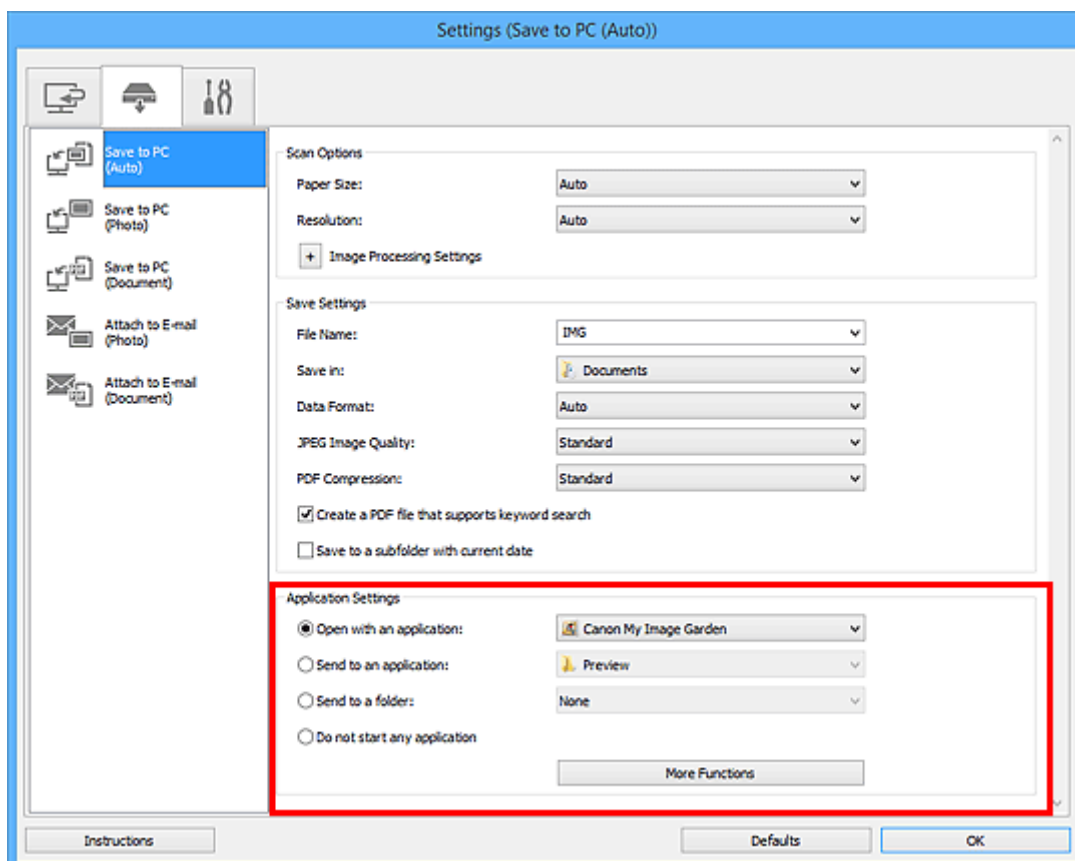 Settings (Save to PC (Auto))
Save to PC
(Auto)
Save to PC
(Photo)
Save to PC
(Document)
Attach to E-mail
(Photo)
Attach to E-mail
(Document)
Scan Options
Paper Size: Auto
Resolution: Auto
+ Image Processing Settings
Save Settings
File Name: IMG
Save in: Documents
Data Format: Auto
JPEG Image Quality: Standard
PDF Compression: Standard
Create a PDF file that supports keyword search
Save to a subfolder with current date
Application Settings
Open with an application: Canon My Image Garden
Send to an application: Preview
Send to a folder: None
Do not start any application
More Functions
Instructions Defaults OK